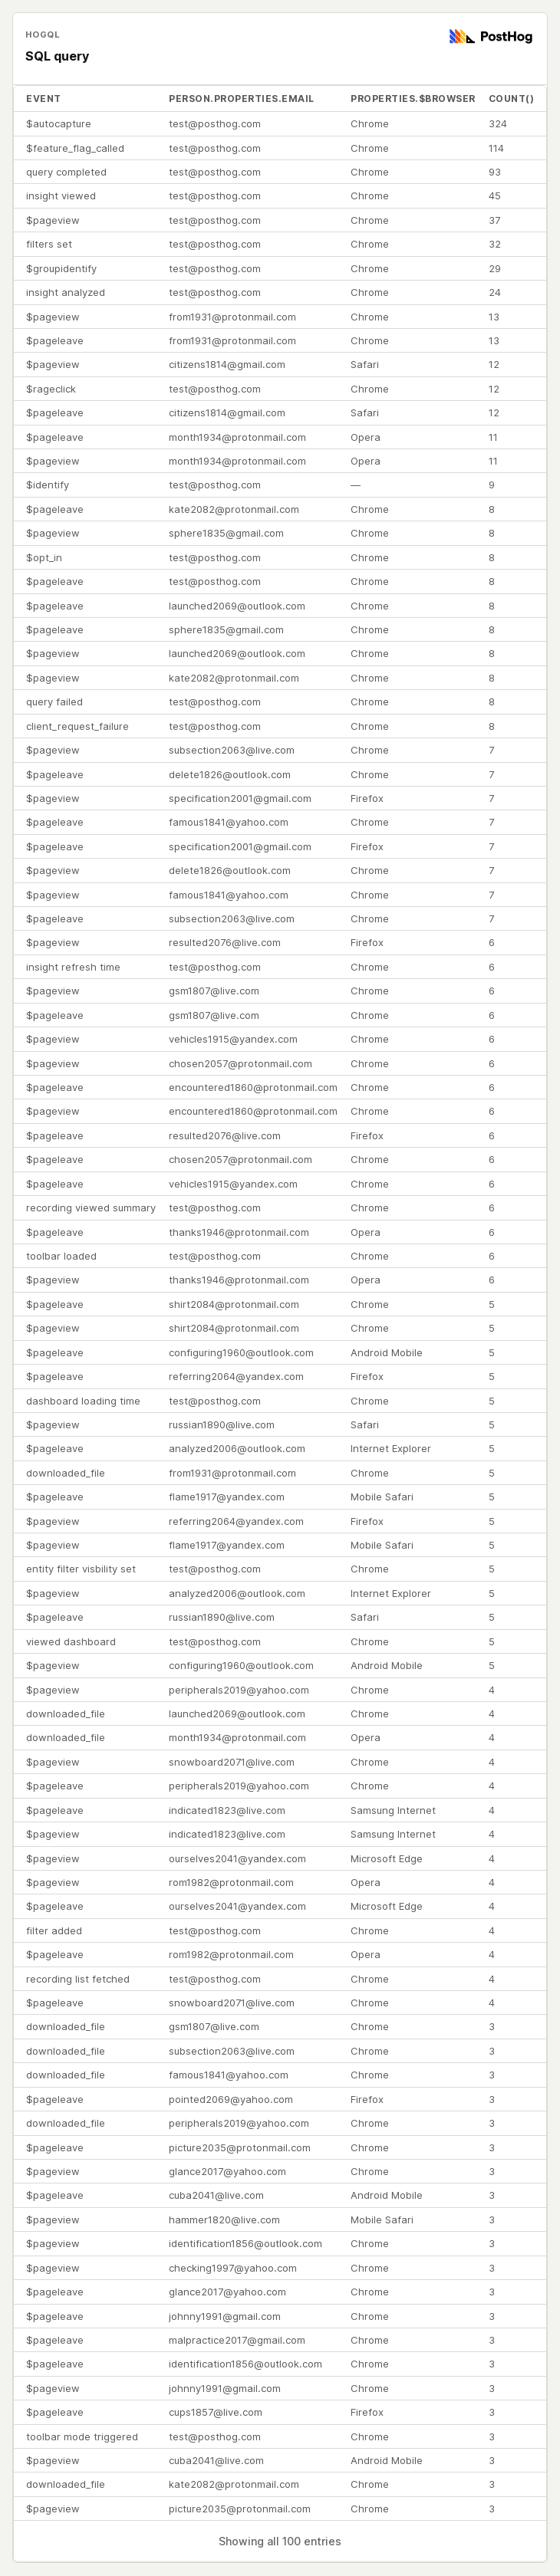 HOGQL
PostHog
SQL query
EVENT PERSON.PROPERTIES.EMAIL PROPERTIES.$BROWSER COUNT()
$autocapture test@posthog.com Chrome 324
$feature_flag_called test@posthog.com Chrome 114
query completed test@posthog.com Chrome 93
insight viewed test@posthog.com Chrome 45
$pageview test@posthog.com Chrome 37
filters set test@posthog.com Chrome 32
$groupidentify test@posthog.com Chrome 29
insight analyzed test@posthog.com Chrome 24
$pageview from1931@protonmail.com Chrome 13
$pageleave from1931@protonmail.com Chrome 13
$pageview citizens1814@gmail.com Safari 12
$rageclick test@posthog.com Chrome 12
$pageleave citizens1814@gmail.com Safari 12
$pageleave month1934@protonmail.com Opera 11
$pageview month1934@protonmail.com Opera 11
$identify test@posthog.com — 9
$pageleave kate2082@protonmail.com Chrome 8
$pageview sphere1835@gmail.com Chrome 8
$opt_in test@posthog.com Chrome 8
$pageleave test@posthog.com Chrome 8
$pageleave launched2069@outlook.com Chrome 8
$pageleave sphere1835@gmail.com Chrome 8
$pageview launched2069@outlook.com Chrome 8
$pageview kate2082@protonmail.com Chrome 8
query failed test@posthog.com Chrome 8
client_request_failure test@posthog.com Chrome 8
$pageview subsection2063@live.com Chrome 7
$pageleave delete1826@outlook.com Chrome 7
$pageview specification2001@gmail.com Firefox 7
$pageleave famous1841@yahoo.com Chrome 7
$pageleave specification2001@gmail.com Firefox 7
$pageview delete1826@outlook.com Chrome 7
$pageview famous1841@yahoo.com Chrome 7
$pageleave subsection2063@live.com Chrome 7
$pageview resulted2076@live.com Firefox 6
insight refresh time test@posthog.com Chrome 6
$pageview gsm1807@live.com Chrome 6
$pageleave gsm1807@live.com Chrome 6
$pageview vehicles1915@yandex.com Chrome 6
$pageview chosen2057@protonmail.com Chrome 6
$pageleave encountered1860@protonmail.com Chrome 6
$pageview encountered1860@protonmail.com Chrome 6
$pageleave resulted2076@live.com Firefox 6
$pageleave chosen2057@protonmail.com Chrome 6
$pageleave vehicles1915@yandex.com Chrome 6
recording viewed summary test@posthog.com Chrome 6
$pageleave thanks1946@protonmail.com Opera 6
toolbar loaded test@posthog.com Chrome 6
$pageview thanks1946@protonmail.com Opera 6
$pageleave shirt2084@protonmail.com Chrome 5
$pageview shirt2084@protonmail.com Chrome 5
$pageleave configuring1960@outlook.com Android Mobile 5
$pageleave referring2064@yandex.com Firefox 5
dashboard loading time test@posthog.com Chrome 5
$pageview russian1890@live.com Safari 5
$pageleave analyzed2006@outlook.com Internet Explorer 5
downloaded_file from1931@protonmail.com Chrome 5
$pageleave flame1917@yandex.com Mobile Safari 5
$pageview referring2064@yandex.com Firefox 5
$pageview flame1917@yandex.com Mobile Safari 5
entity filter visbility set test@posthog.com Chrome 5
$pageview analyzed2006@outlook.com Internet Explorer 5
$pageleave russian1890@live.com Safari 5
viewed dashboard test@posthog.com Chrome 5
$pageview configuring1960@outlook.com Android Mobile 5
$pageview peripherals2019@yahoo.com Chrome 4
downloaded_file launched2069@outlook.com Chrome 4
downloaded_file month1934@protonmail.com Opera 4
$pageview snowboard2071@live.com Chrome 4
$pageleave peripherals2019@yahoo.com Chrome 4
$pageleave indicated1823@live.com Samsung Internet 4
$pageview indicated1823@live.com Samsung Internet 4
$pageview ourselves2041@yandex.com Microsoft Edge 4
$pageview rom1982@protonmail.com Opera 4
$pageleave ourselves2041@yandex.com Microsoft Edge 4
filter added test@posthog.com Chrome 4
$pageleave rom1982@protonmail.com Opera 4
recording list fetched test@posthog.com Chrome 4
$pageleave snowboard2071@live.com Chrome 4
downloaded_file gsm1807@live.com Chrome 3
downloaded_file subsection2063@live.com Chrome 3
downloaded_file famous1841@yahoo.com Chrome 3
$pageleave pointed2069@yahoo.com Firefox 3
downloaded_file peripherals2019@yahoo.com Chrome 3
$pageleave picture2035@protonmail.com Chrome 3
$pageview glance2017@yahoo.com Chrome 3
$pageleave cuba2041@live.com Android Mobile 3
$pageview hammer1820@live.com Mobile Safari 3
$pageview identification1856@outlook.com Chrome 3
$pageview checking1997@yahoo.com Chrome 3
$pageleave glance2017@yahoo.com Chrome 3
$pageleave johnny1991@gmail.com Chrome 3
$pageleave malpractice2017@gmail.com Chrome 3
$pageleave identification1856@outlook.com Chrome 3
$pageview johnny1991@gmail.com Chrome 3
$pageleave cups1857@live.com Firefox 3
toolbar mode triggered test@posthog.com Chrome 3
$pageview cuba2041@live.com Android Mobile 3
downloaded_file kate2082@protonmail.com Chrome 3
$pageview picture2035@protonmail.com Chrome 3
Showing all 100 entries